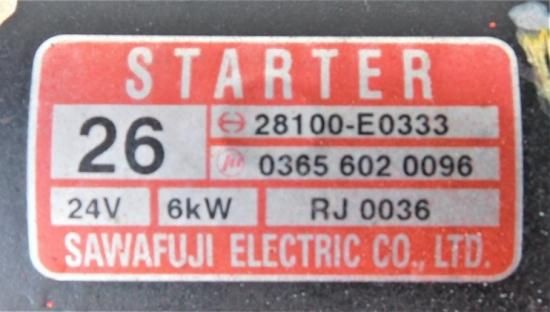 STARTER
26
28100-E0333
0365 602 0096
24V 6kW RJ 0036
SAWAFUJI ELECTRIC CO., LTD.